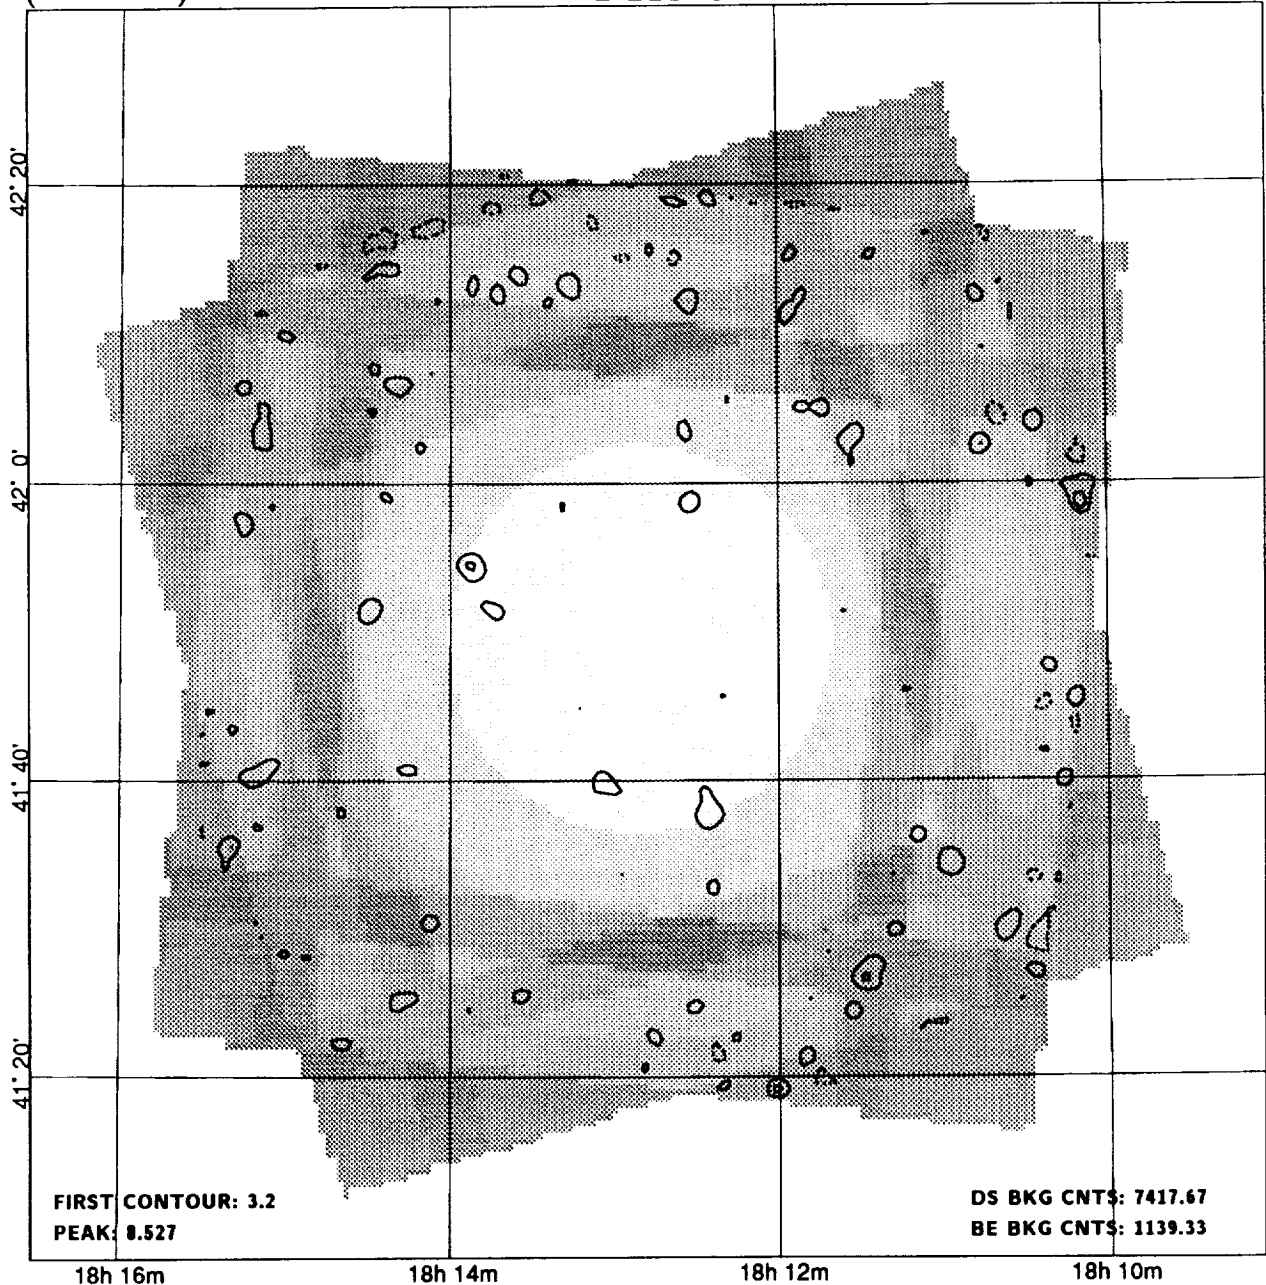 42° 20'
42° 0'
41° 40'
41° 20'
FIRST CONTOUR: 3.2
PEAK: 8.527
DS BKG CNTS: 7417.67
BE BKG CNTS: 1139.33
18h 16m
18h 14m
18h 12m
18h 10m